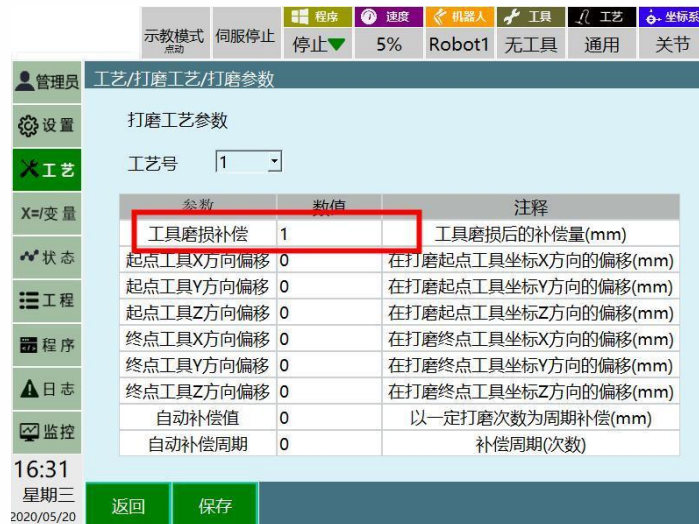 程序 速度 机器人 工具 工艺 坐标系
示教模式 伺服停止 停止 5% Robot1 无工具 通用 关节
点动
管理员
工艺/打磨工艺/打磨参数
设置
打磨工艺参数
工艺
工艺号 1
X=/变量
参数 数值 注释
工具磨损补偿 1 工具磨损后的补偿量(mm)
状态
起点工具X方向偏移 0 在打磨起点工具坐标X方向的偏移(mm)
起点工具Y方向偏移 0 在打磨起点工具坐标Y方向的偏移(mm)
工程
起点工具Z方向偏移 0 在打磨起点工具坐标Z方向的偏移(mm)
终点工具X方向偏移 0 在打磨终点工具坐标X方向的偏移(mm)
程序
终点工具Y方向偏移 0 在打磨终点工具坐标Y方向的偏移(mm)
终点工具Z方向偏移 0 在打磨终点工具坐标Z方向的偏移(mm)
日志
自动补偿值 0 以一定打磨次数为周期补偿(mm)
监控
自动补偿周期 0 补偿周期(次数)
16:31
星期三
2020/05/20
返回 保存